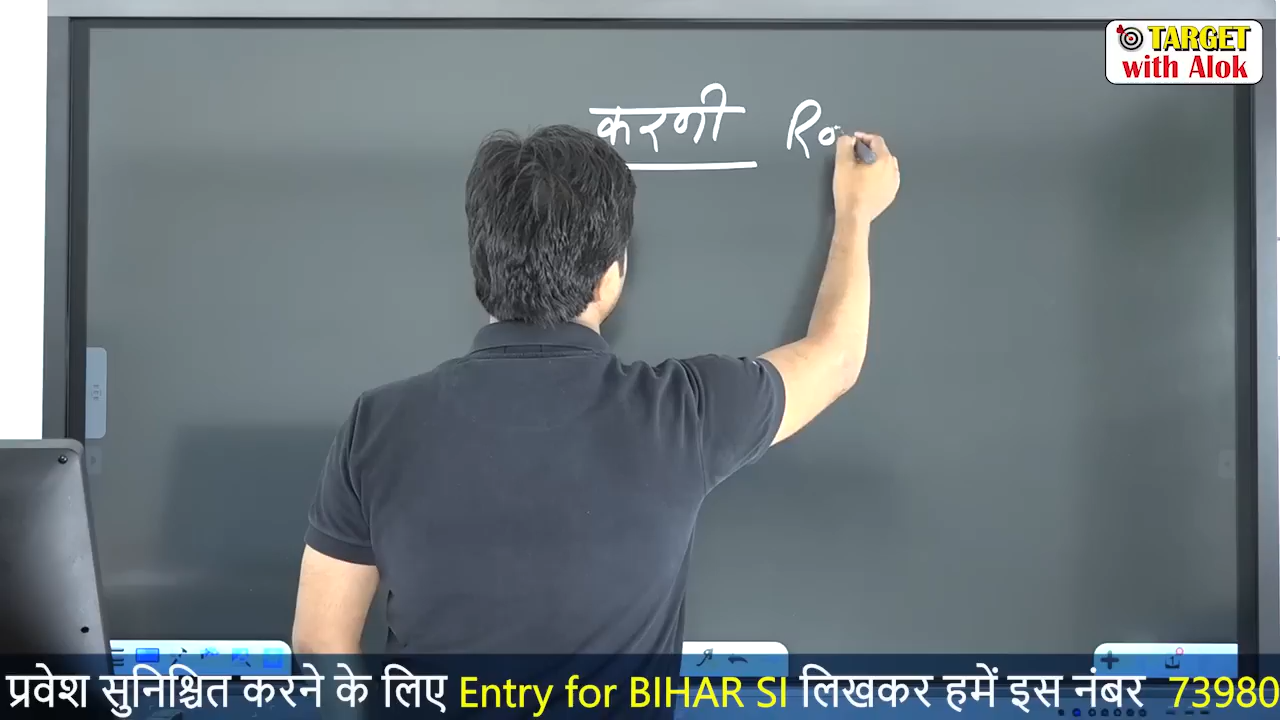 TARGET
with Alok
करणी Ro
प्रवेश सुनिश्चित करने के लिए Entry for BIHAR SI लिखकर हमें इस नंबर 73980